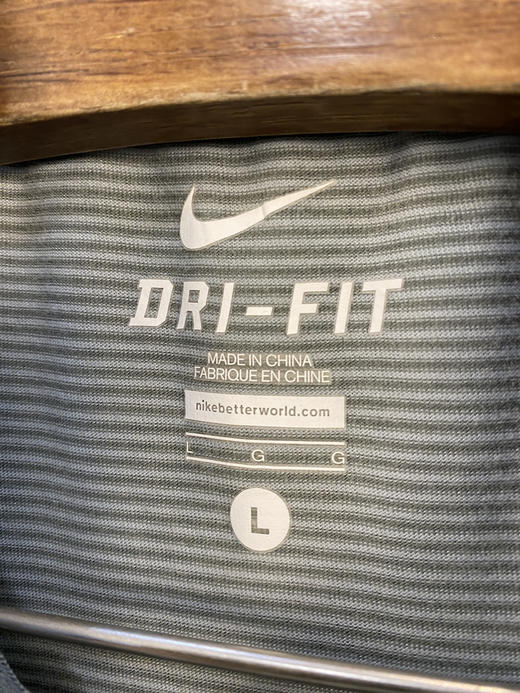 DRI-FIT
MADE IN CHINA
FABRIQUE EN CHINE
nikebetterworld.com
L G G
L